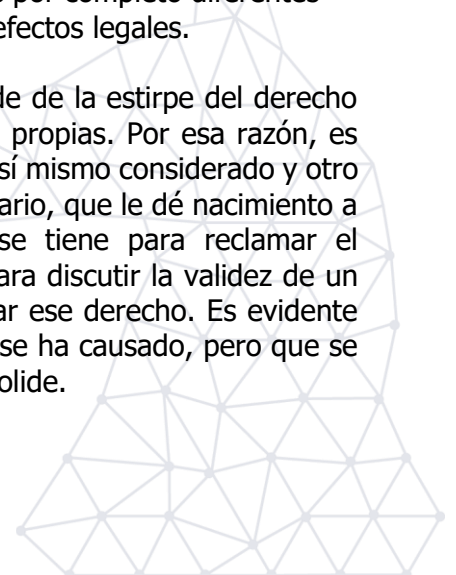 por completo diferentes
efectos legales.
de de la estirpe del derecho
propias. Por esa razón, es
sí mismo considerado y otro
ario, que le dé nacimiento a
se tiene para reclamar el
ara discutir la validez de un
ar ese derecho. Es evidente
se ha causado, pero que se
olide.